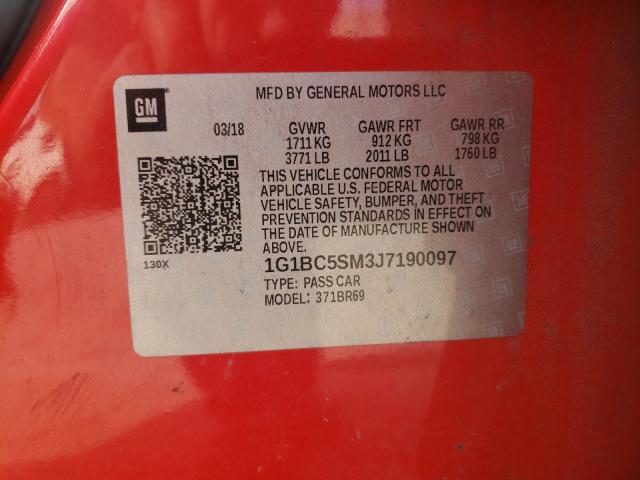 GM
MFD BY GENERAL MOTORS LLC
03/18 GVWR GAWR FRT GAWR RR
1711 KG 912 KG 798 KG
3771 LB 2011 LB 1760 LB
THIS VEHICLE CONFORMS TO ALL
APPLICABLE U.S. FEDERAL MOTOR
VEHICLE SAFETY, BUMPER, AND THEFT
PREVENTION STANDARDS IN EFFECT ON
THE DATE OF MANUFACTURE SHOWN
ABOVE.
130X
1G1BC5SM3J7190097
TYPE: PASS CAR
MODEL: 371BR69